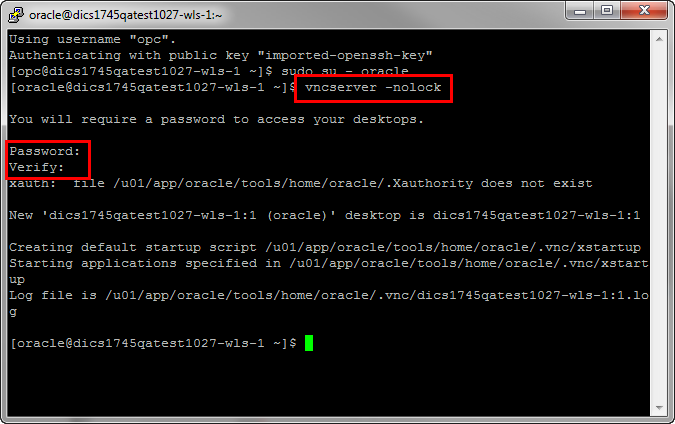 oracle@dics1745qatest1027-wls-1:~
Using username "opc".
Authenticating with public key "imported-openssh-key"
[opc@dics1745qatest1027-wls-1 ~]$ sudo su - oracle
[oracle@dics1745qatest1027-wls-1 ~]$ vncserver -nolock
You will require a password to access your desktops.
Password:
Verify:
xauth:  file /u01/app/oracle/tools/home/oracle/.Xauthority does not exist
New 'dics1745qatest1027-wls-1:1 (oracle)' desktop is dics1745qatest1027-wls-1:1
Creating default startup script /u01/app/oracle/tools/home/oracle/.vnc/xstartup
Starting applications specified in /u01/app/oracle/tools/home/oracle/.vnc/xstart
up
Log file is /u01/app/oracle/tools/home/oracle/.vnc/dics1745qatest1027-wls-1:1.lo
g
[oracle@dics1745qatest1027-wls-1 ~]$